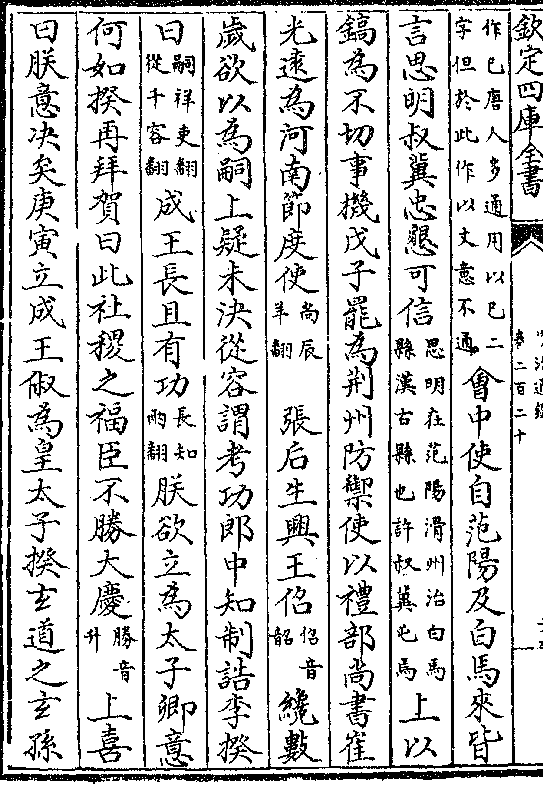 欽定四庫全書
卷二百二十
作已唐人多通用以已二
字但於此作以文意不通
會中使自范陽及白馬來皆
言思明叔冀忠懇可信
思明在范陽滑州治白馬
縣漢古縣也許叔冀屯焉
上以
鎬為不切事機戊子罷為荆州防禦使以禮部尚書崔
光逺為河南節度使
尚辰
羊翻
張后生興王佋
佋音
韶
纔數
歲欲以為嗣上疑未決從容謂考功郎中知制誥李揆
曰
嗣祥吏翻
從千容翻
成王長且有功
長知
兩翻
朕欲立為太子卿意
何如揆再拜賀曰此社稷之福臣不勝大慶
勝音
升
上喜
曰朕意决矣庚寅立成王俶為皇太子揆玄道之玄孫